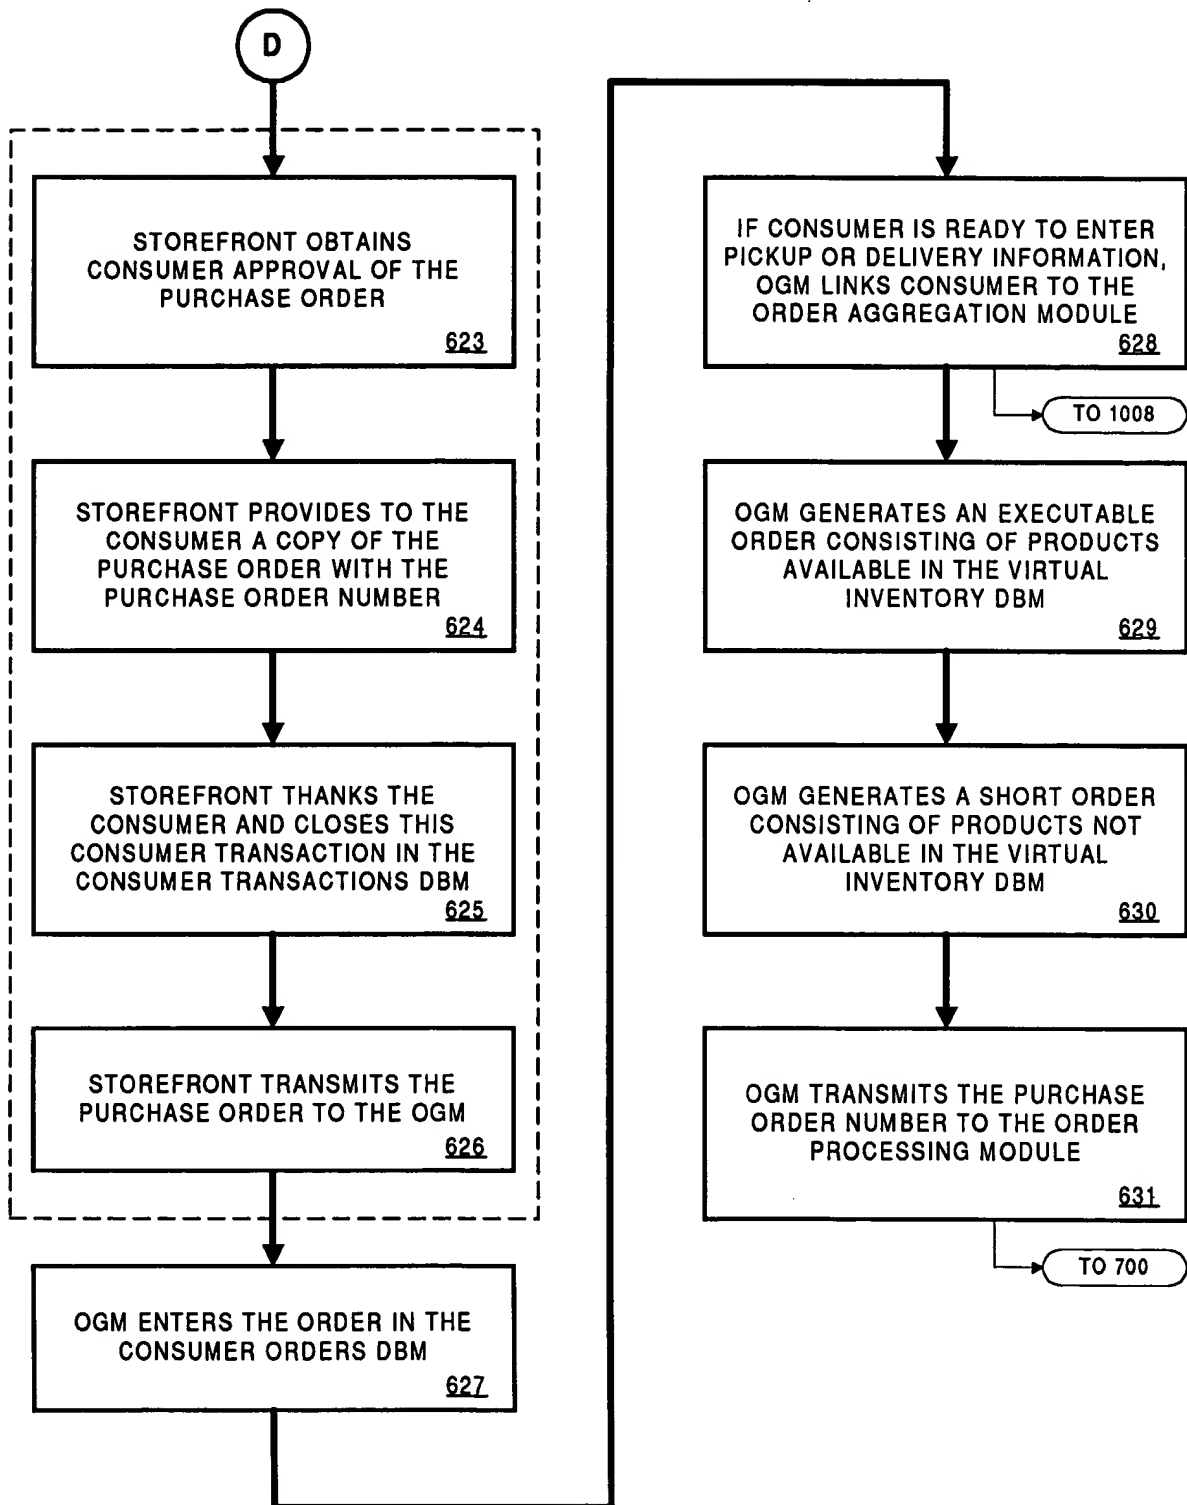 D
STOREFRONT OBTAINS
CONSUMER APPROVAL OF THE
PURCHASE ORDER
623
STOREFRONT PROVIDES TO THE
CONSUMER A COPY OF THE
PURCHASE ORDER WITH THE
PURCHASE ORDER NUMBER
624
STOREFRONT THANKS THE
CONSUMER AND CLOSES THIS
CONSUMER TRANSACTION IN THE
CONSUMER TRANSACTIONS DBM
625
STOREFRONT TRANSMITS THE
PURCHASE ORDER TO THE OGM
626
OGM ENTERS THE ORDER IN THE
CONSUMER ORDERS DBM
627
IF CONSUMER IS READY TO ENTER
PICKUP OR DELIVERY INFORMATION,
OGM LINKS CONSUMER TO THE
ORDER AGGREGATION MODULE
628
TO 1008
OGM GENERATES AN EXECUTABLE
ORDER CONSISTING OF PRODUCTS
AVAILABLE IN THE VIRTUAL
INVENTORY DBM
629
OGM GENERATES A SHORT ORDER
CONSISTING OF PRODUCTS NOT
AVAILABLE IN THE VIRTUAL
INVENTORY DBM
630
OGM TRANSMITS THE PURCHASE
ORDER NUMBER TO THE ORDER
PROCESSING MODULE
631
TO 700